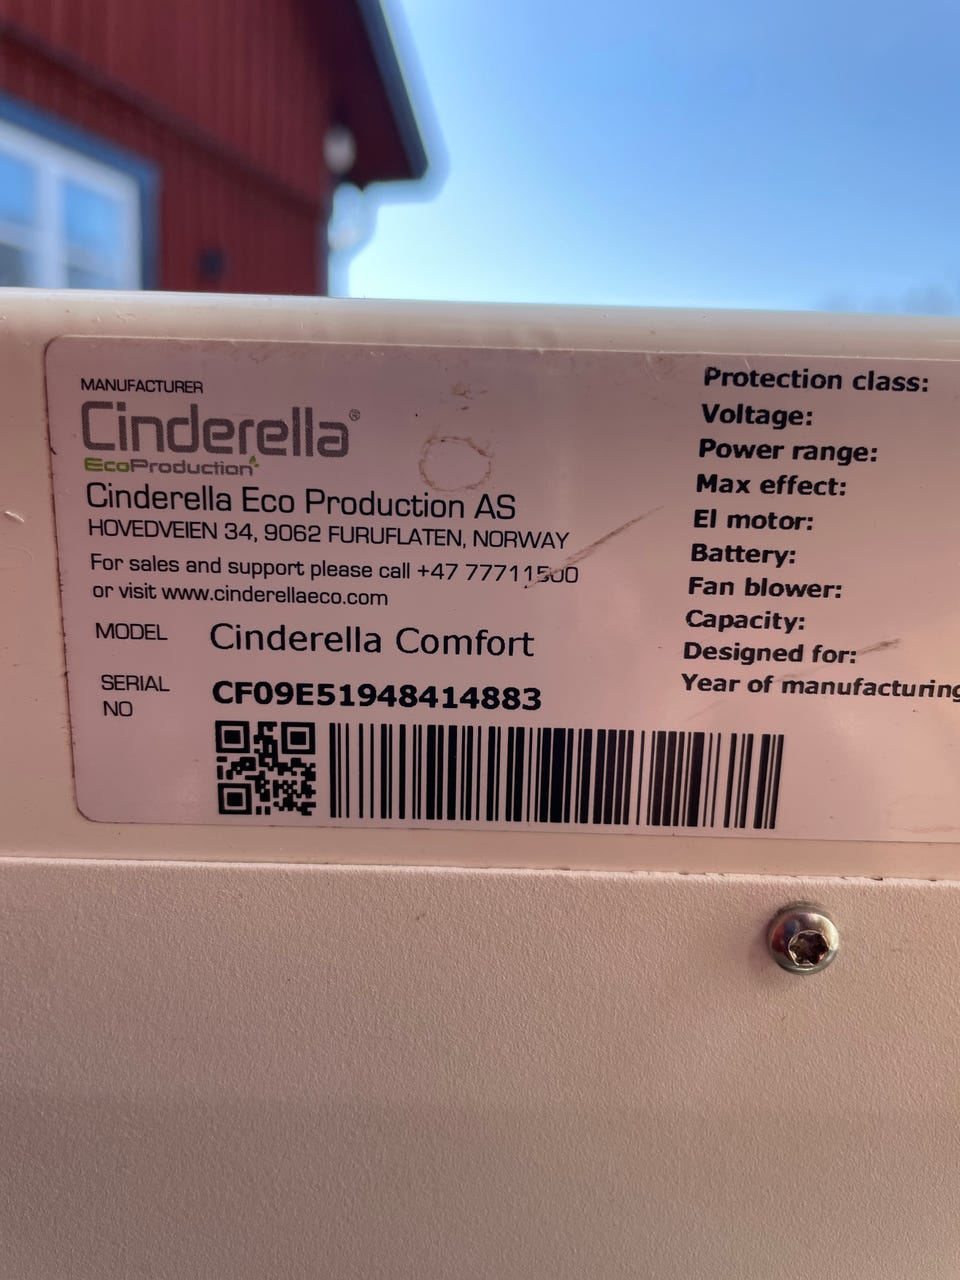 MANUFACTURER
Cinderella®
EcoProduction
Cinderella Eco Production AS
HOVEDVEIEN 34, 9062 FURUFLATEN, NORWAY
For sales and support please call +47 77711500
or visit www.cinderellaeco.com
MODEL Cinderella Comfort
SERIAL NO CF09E51948414883
Protection class:
Voltage:
Power range:
Max effect:
El motor:
Battery:
Fan blower:
Capacity:
Designed for:
Year of manufacturing